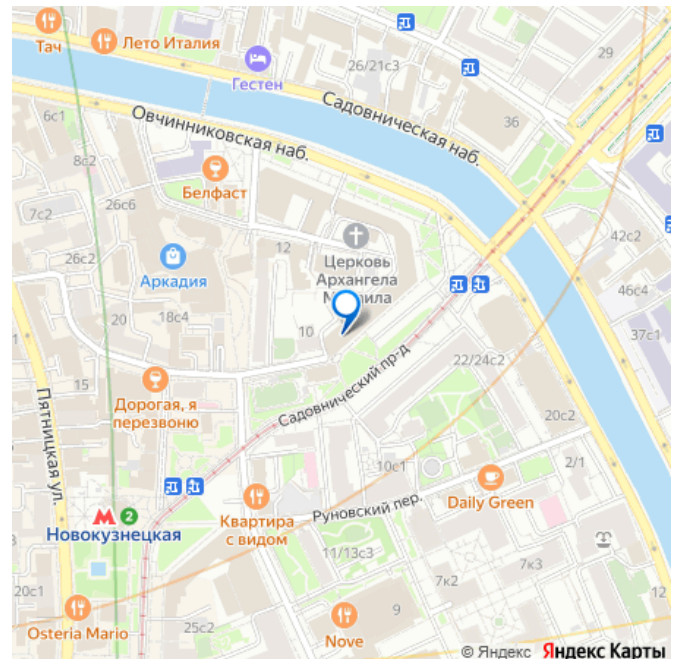 Тач
Лето Италия
Гестен
26/21с3
29
Садовническая наб.
36
6с1
Овчинниковская наб.
8с2
Белфаст
7с2
26с6
26с2
12
Церковь
Архангела
Михаила
42с2
Аркадия
46с4
20
18с4
10
37с1
15
22/24с2
Пятницкая ул.
Дорогая, я
перезвоню
Садовнический пр-д
20с2
10с1
2/1
Daily Green
2
Новокузнецкая
Квартира
с видом
Руновский пер.
11/13с3
7к3
7к2
20с1
12
9
Osteria Mario
25с2
Nove
© Яндекс Яндекс Карты